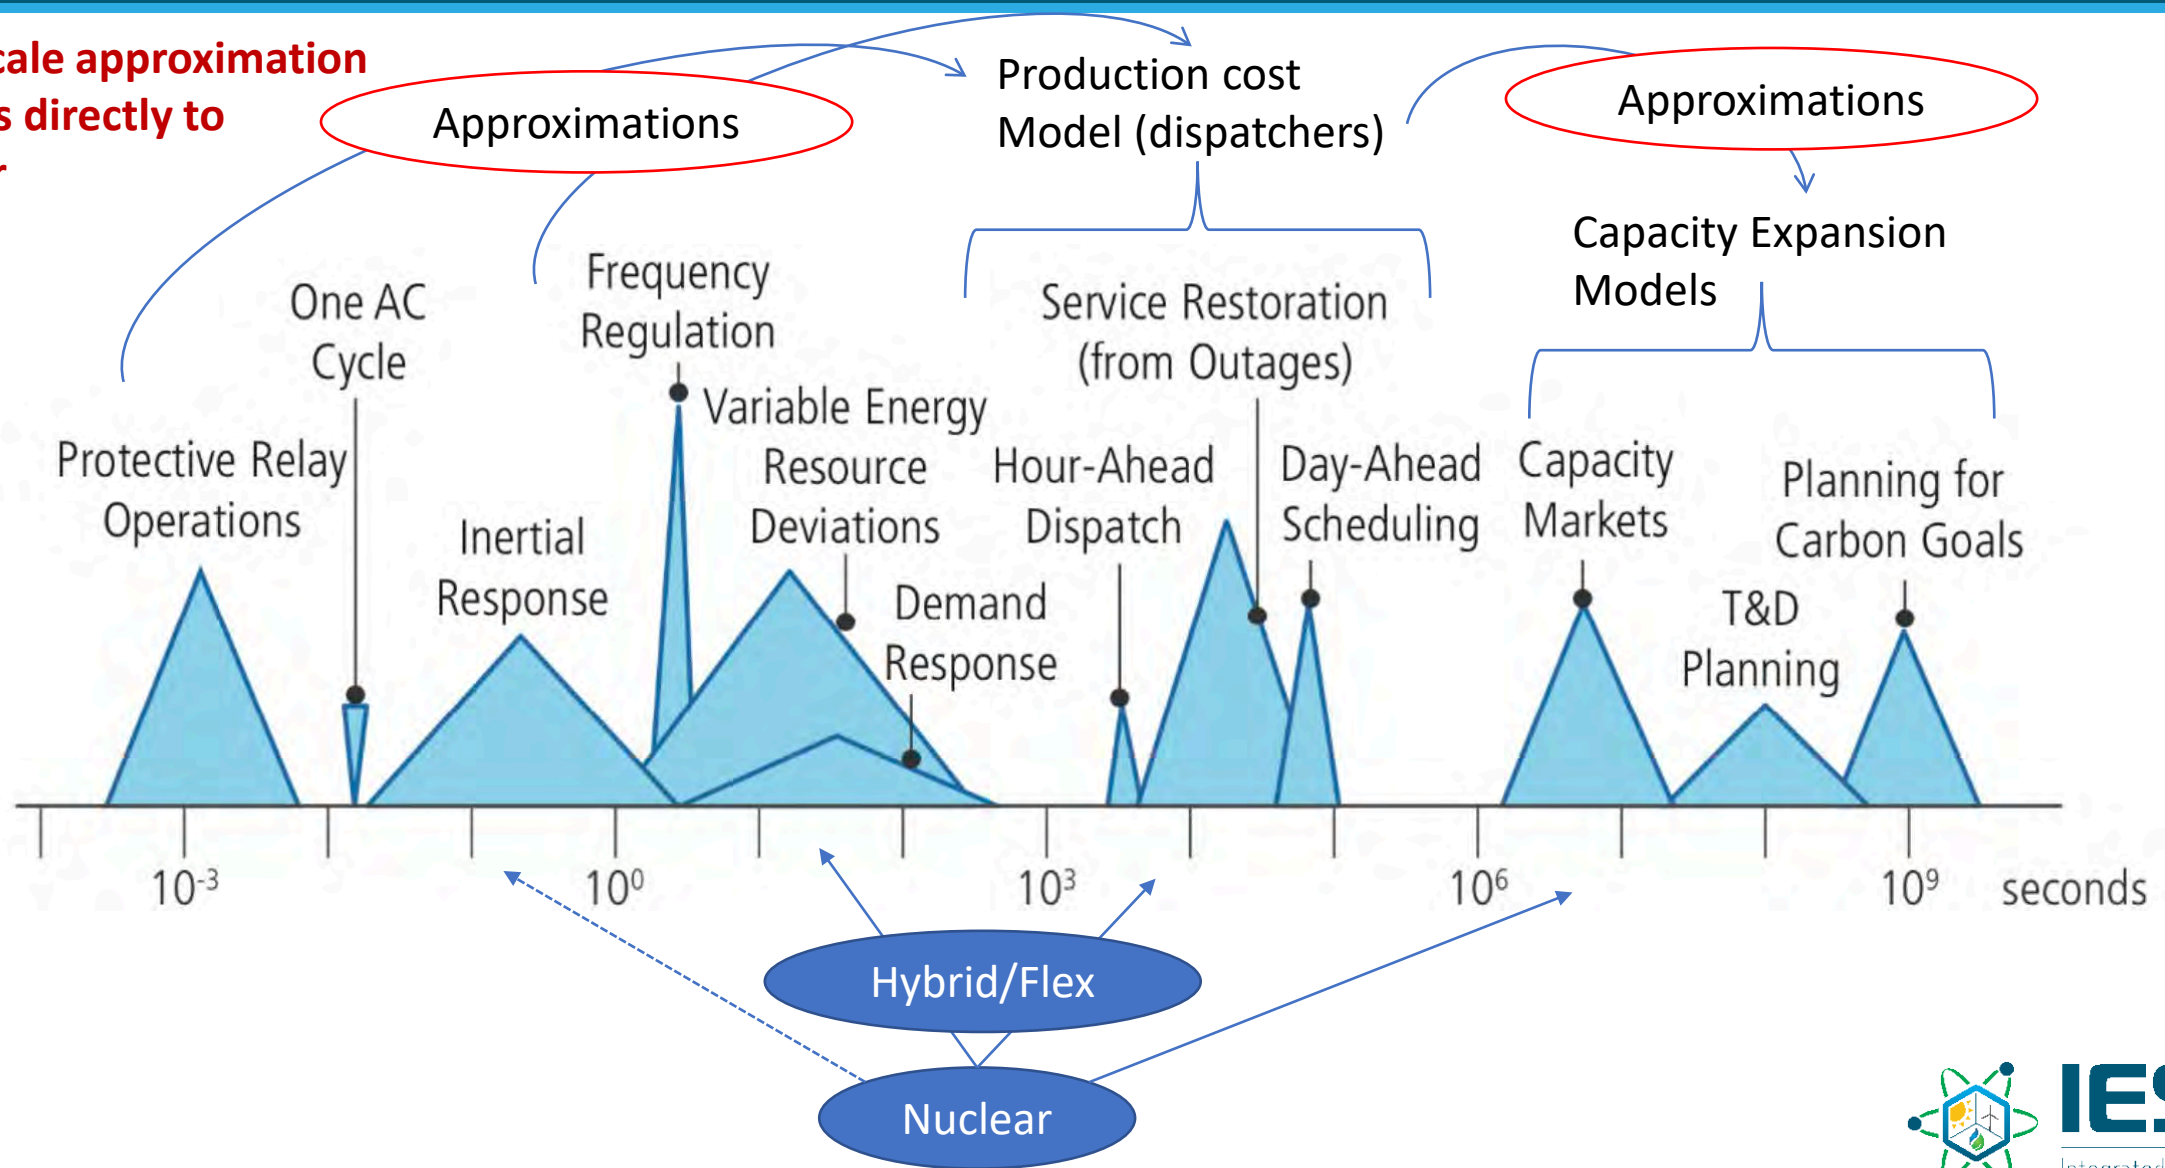 cale approximation
s directly to
Approximations
Production cost
Model (dispatchers)
Approximations
Capacity Expansion
Models
One AC
Cycle
Frequency
Regulation
Service Restoration
(from Outages)
Variable Energy
Resource
Deviations
Protective Relay
Operations
Inertial
Response
Demand
Response
Hour-Ahead
Dispatch
Day-Ahead
Scheduling
Capacity
Markets
T&D
Planning
Planning for
Carbon Goals
10⁻³
10⁰
10³
10⁶
10⁹
seconds
Hybrid/Flex
Nuclear
IES